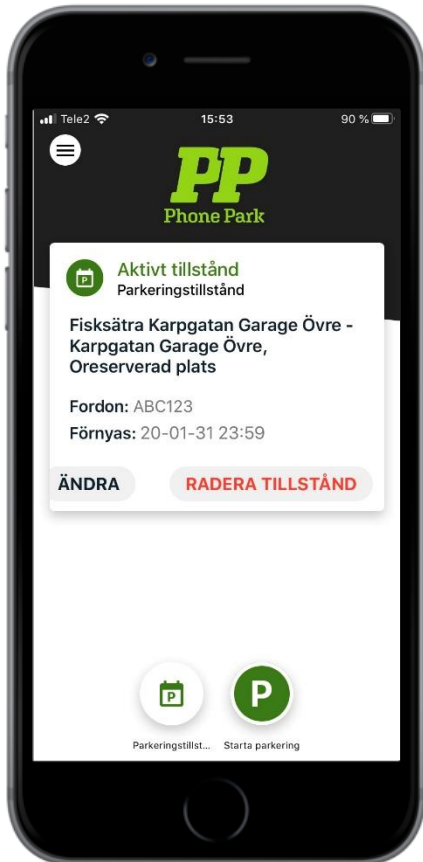 Tele2 15:53 90 %
PP
Phone Park
Aktivt tillstånd
Parkeringstillstånd
Fisksätra Karpgatan Garage Övre -
Karpgatan Garage Övre,
Oreserverad plats
Fordon: ABC123
Förnyas: 20-01-31 23:59
ÄNDRA RADERA TILLSTÅND
P P
Parkeringstillst... Starta parkering